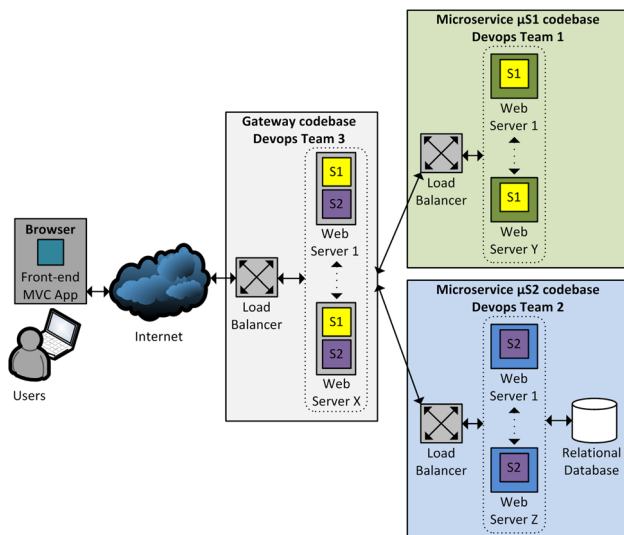 Browser
Front-end
MVC App
Users
Internet
Gateway codebase
Devops Team 3
Load
Balancer
S1
S2
Web
Server 1
S1
S2
Web
Server X
Microservice µS1 codebase
Devops Team 1
Load
Balancer
S1
Web
Server 1
S1
Web
Server Y
Microservice µS2 codebase
Devops Team 2
Load
Balancer
S2
Web
Server 1
S2
Web
Server Z
Relational
Database